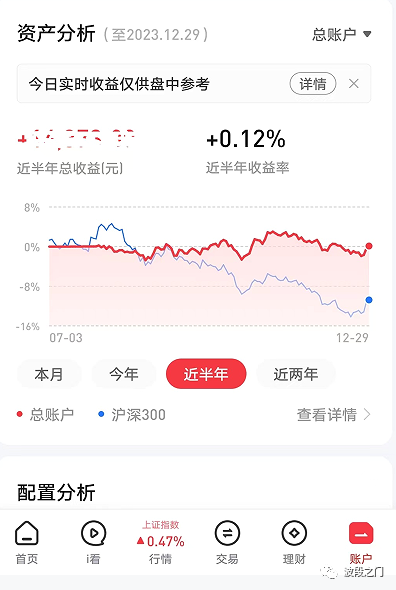 资产分析 (至2023.12.29)
总账户
今日实时收益仅供盘中参考
详情
+0.12%
近半年总收益(元)
近半年收益率
8%
0%
-8%
-16%
07-03
12-29
本月
今年
近半年
近两年
总账户
沪深300
查看详情
配置分析
上证指数
0.47%
首页
i看
行情
交易
理财
账户
波段之门